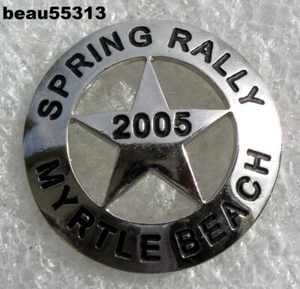 beau55313
SPRING RALLY
2005
MYRTLE BEACH